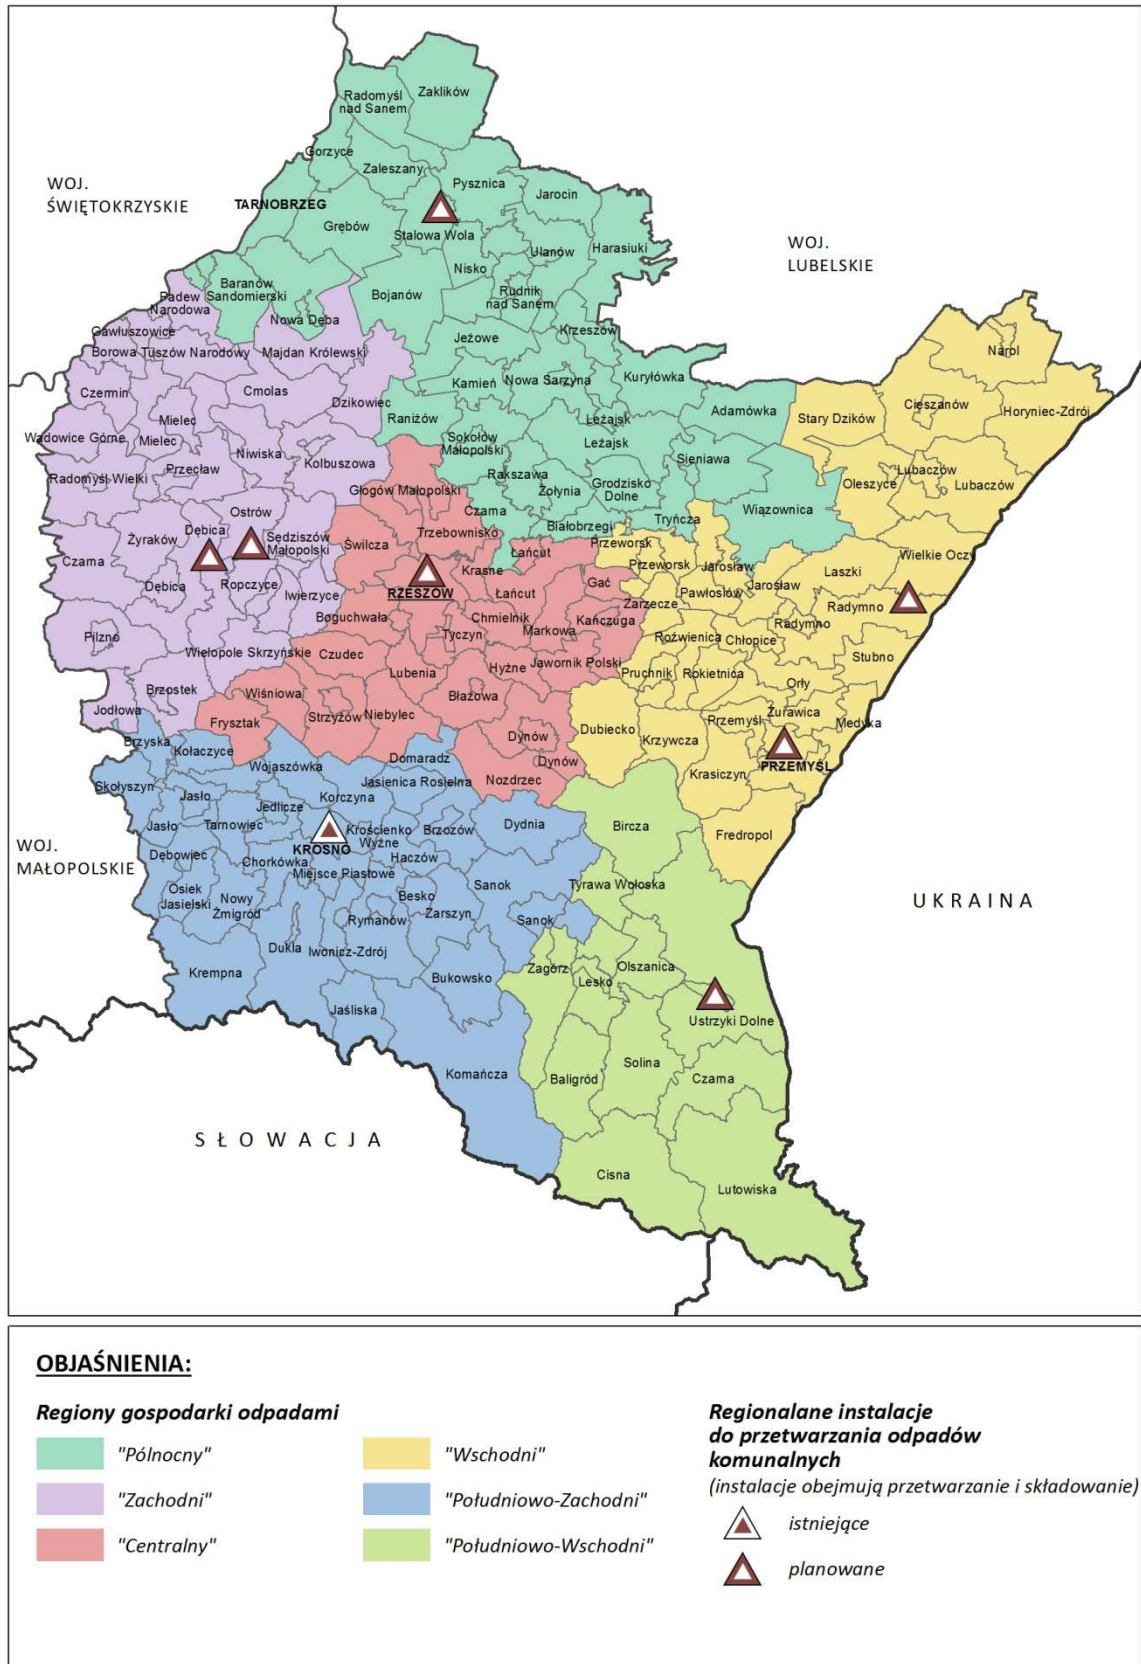 Radomyśl
nad Sanem
Zaklików
Gorzyce
Zaleszany
WOJ.
ŚWIĘTOKRZYSKIE
Pysznica
Jarocin
TARNOBRZEG
Grębów
Stalowa Wola
Ulanów
Harasiuki
WOJ.
LUBELSKIE
Nisko
Baranów
Sandomierski
Bojanów
Rudnik
nad Sanem
Padew
Narodowa
Nowa Dęba
Gawłuszowice
Krzeszów
Jeżowe
Narol
Borowa
Tuszów Narodowy
Majdan Królewski
Kuryłówka
Czermin
Cmolas
Kamień
Nowa Sarzyna
Dzikowiec
Cieszanów
Horyniec-Zdrój
Adamówka
Stary Dzików
Raniżów
Leżajsk
Mielec
Wadowice Górne
Mielec
Sokołów
Małopolski
Leżajsk
Niwiska
Kolbuszowa
Sieniawa
Przecław
Radomyśl Wielki
Rakszawa
Lubaczów
Oleszyce
Lubaczów
Głogów Małopolski
Żołynia
Grodzisko
Dolne
Ostrów
Czarna
Wiązownica
Białobrzegi
Tryńcza
Dębica
Żyraków
Sędziszów
Małopolski
Trzebownisko
Świlcza
Przeworsk
Łańcut
Wielkie Oczy
Czarna
Krasne
Przeworsk
Jarosław
Laszki
Dębica
Ropczyce
Iwierzyce
RZESZÓW
Łańcut
Gać
Jarosław
Pawłosiów
Zarzecze
Radymno
Boguchwała
Chmielnik
Kańczuga
Radymno
Pilzno
Tyczyn
Markowa
Roźwienica
Chłopice
Wielopole Skrzyńskie
Czudec
Stubno
Lubenia
Hyżne
Jawornik Polski
Pruchnik
Rokietnica
Brzostek
Wiśniowa
Błażowa
Orły
Jodłowa
Strzyżów
Niebylec
Żurawica
Frysztak
Przemyśl
Medyka
Dubiecko
Dynów
Krzywcza
Brzyska
Kołaczyce
Domaradz
Dynów
PRZEMYŚL
Wojaszówka
Krasiczyn
Skołyszyn
Jasienica Rosielna
Nozdrzec
Jasło
Jedlicze
Korczyna
Jasło
Tarnowiec
Krościenko
Wyżne
Brzozów
Dydnia
Bircza
Fredropol
WOJ.
MAŁOPOLSKIE
KROSNO
Dębowiec
Chorkówka
Haczów
Miejsce Piastowe
Osiek
Jasielski
Sanok
Tyrawa Wołoska
Nowy
Żmigród
Besko
Zarszyn
UKRAINA
Rymanów
Sanok
Dukla
Iwonicz-Zdrój
Krempna
Zagórz
Olszanica
Bukowsko
Lesko
Jaśliska
Ustrzyki Dolne
Solina
Komańcza
Baligród
Czarna
SŁOWACJA
Cisna
Lutowiska
OBJAŚNIENIA:
Regiony gospodarki odpadami
"Północny"
"Zachodni"
"Centralny"
"Wschodni"
"Południowo-Zachodni"
"Południowo-Wschodni"
Regionalane instalacje
do przetwarzania odpadów
komunalnych
(instalacje obejmują przetwarzanie i składowanie)
istniejące
planowane